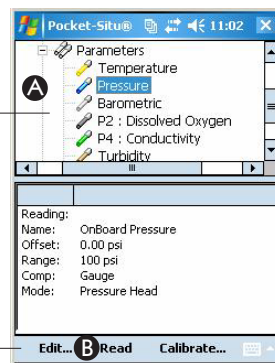 Pocket-Situ® 11:02
Parameters
Temperature
A
Pressure
Barometric
P2 : Dissolved Oxygen
P4 : Conductivity
Turbidity
Reading:
Name: OnBoard Pressure
Offset: 0.00 psi
Range: 100 psi
Comp: Gauge
Mode: Pressure Head
Edit... B Read Calibrate...